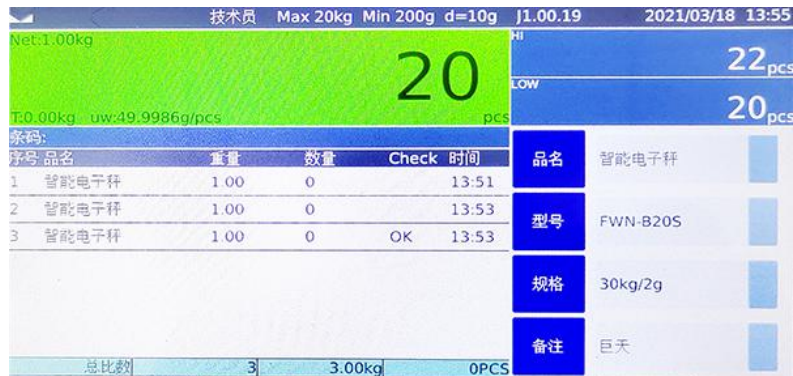 技术员 Max 20kg Min 200g d=10g J1.00.19 2021/03/18 13:55
Net:1.00kg
20
pcs
T:0.00kg uw:49.9986g/pcs
HI
22pcs
LOW
20pcs
条码:
序号 品名 重量 数量 Check 时间
1 智能电子秤 1.00 0 13:51
2 智能电子秤 1.00 0 13:53
3 智能电子秤 1.00 0 OK 13:53
总比数 3 3.00kg 0PCS
品名 智能电子秤
型号 FWN-B20S
规格 30kg/2g
备注 巨天